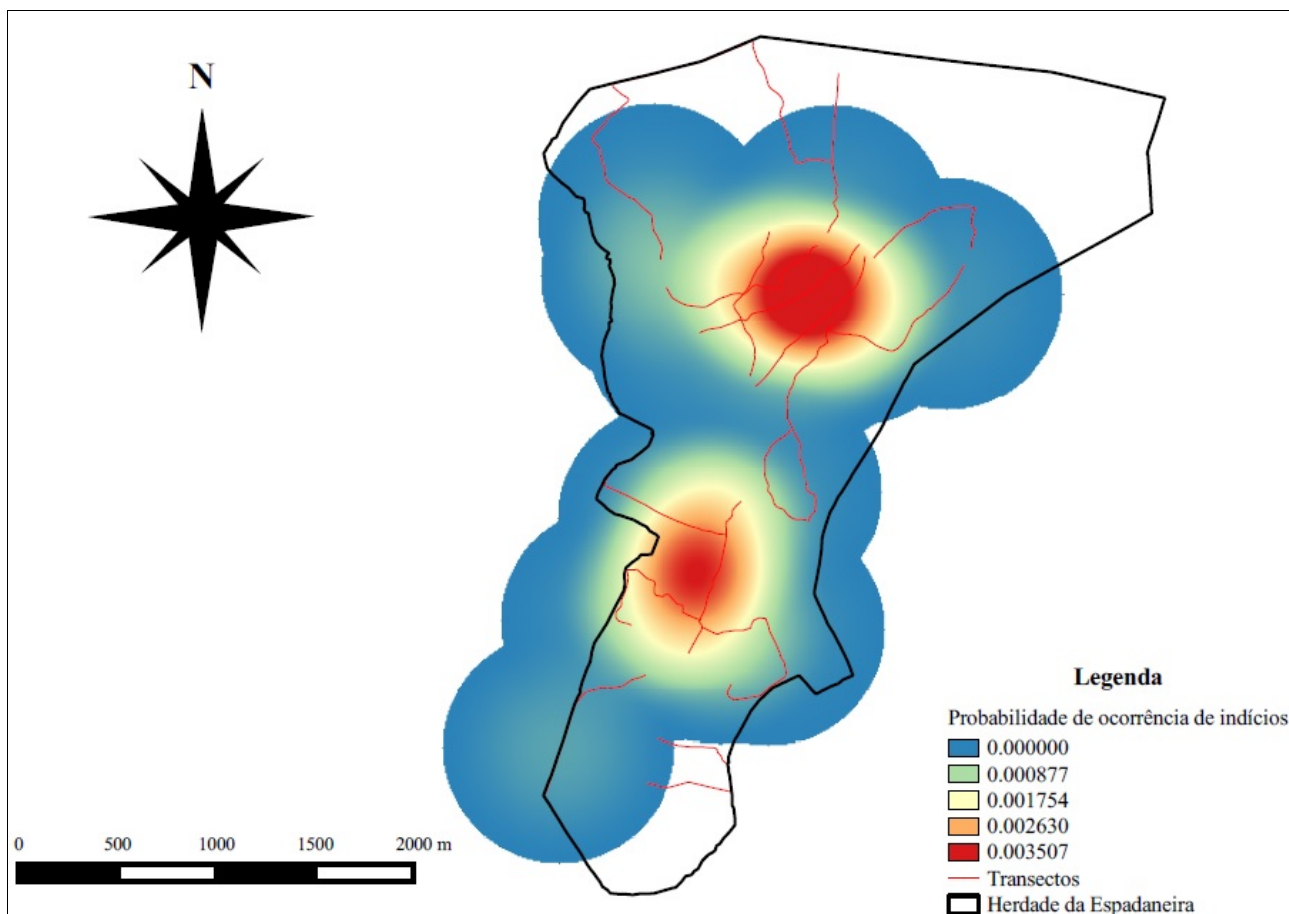 N
Legenda
Probabilidade de ocorrência de indícios
0.000000
0.000877
0.001754
0.002630
0.003507
Transectos
Herdade da Espadaneira
0 500 1000 1500 2000 m